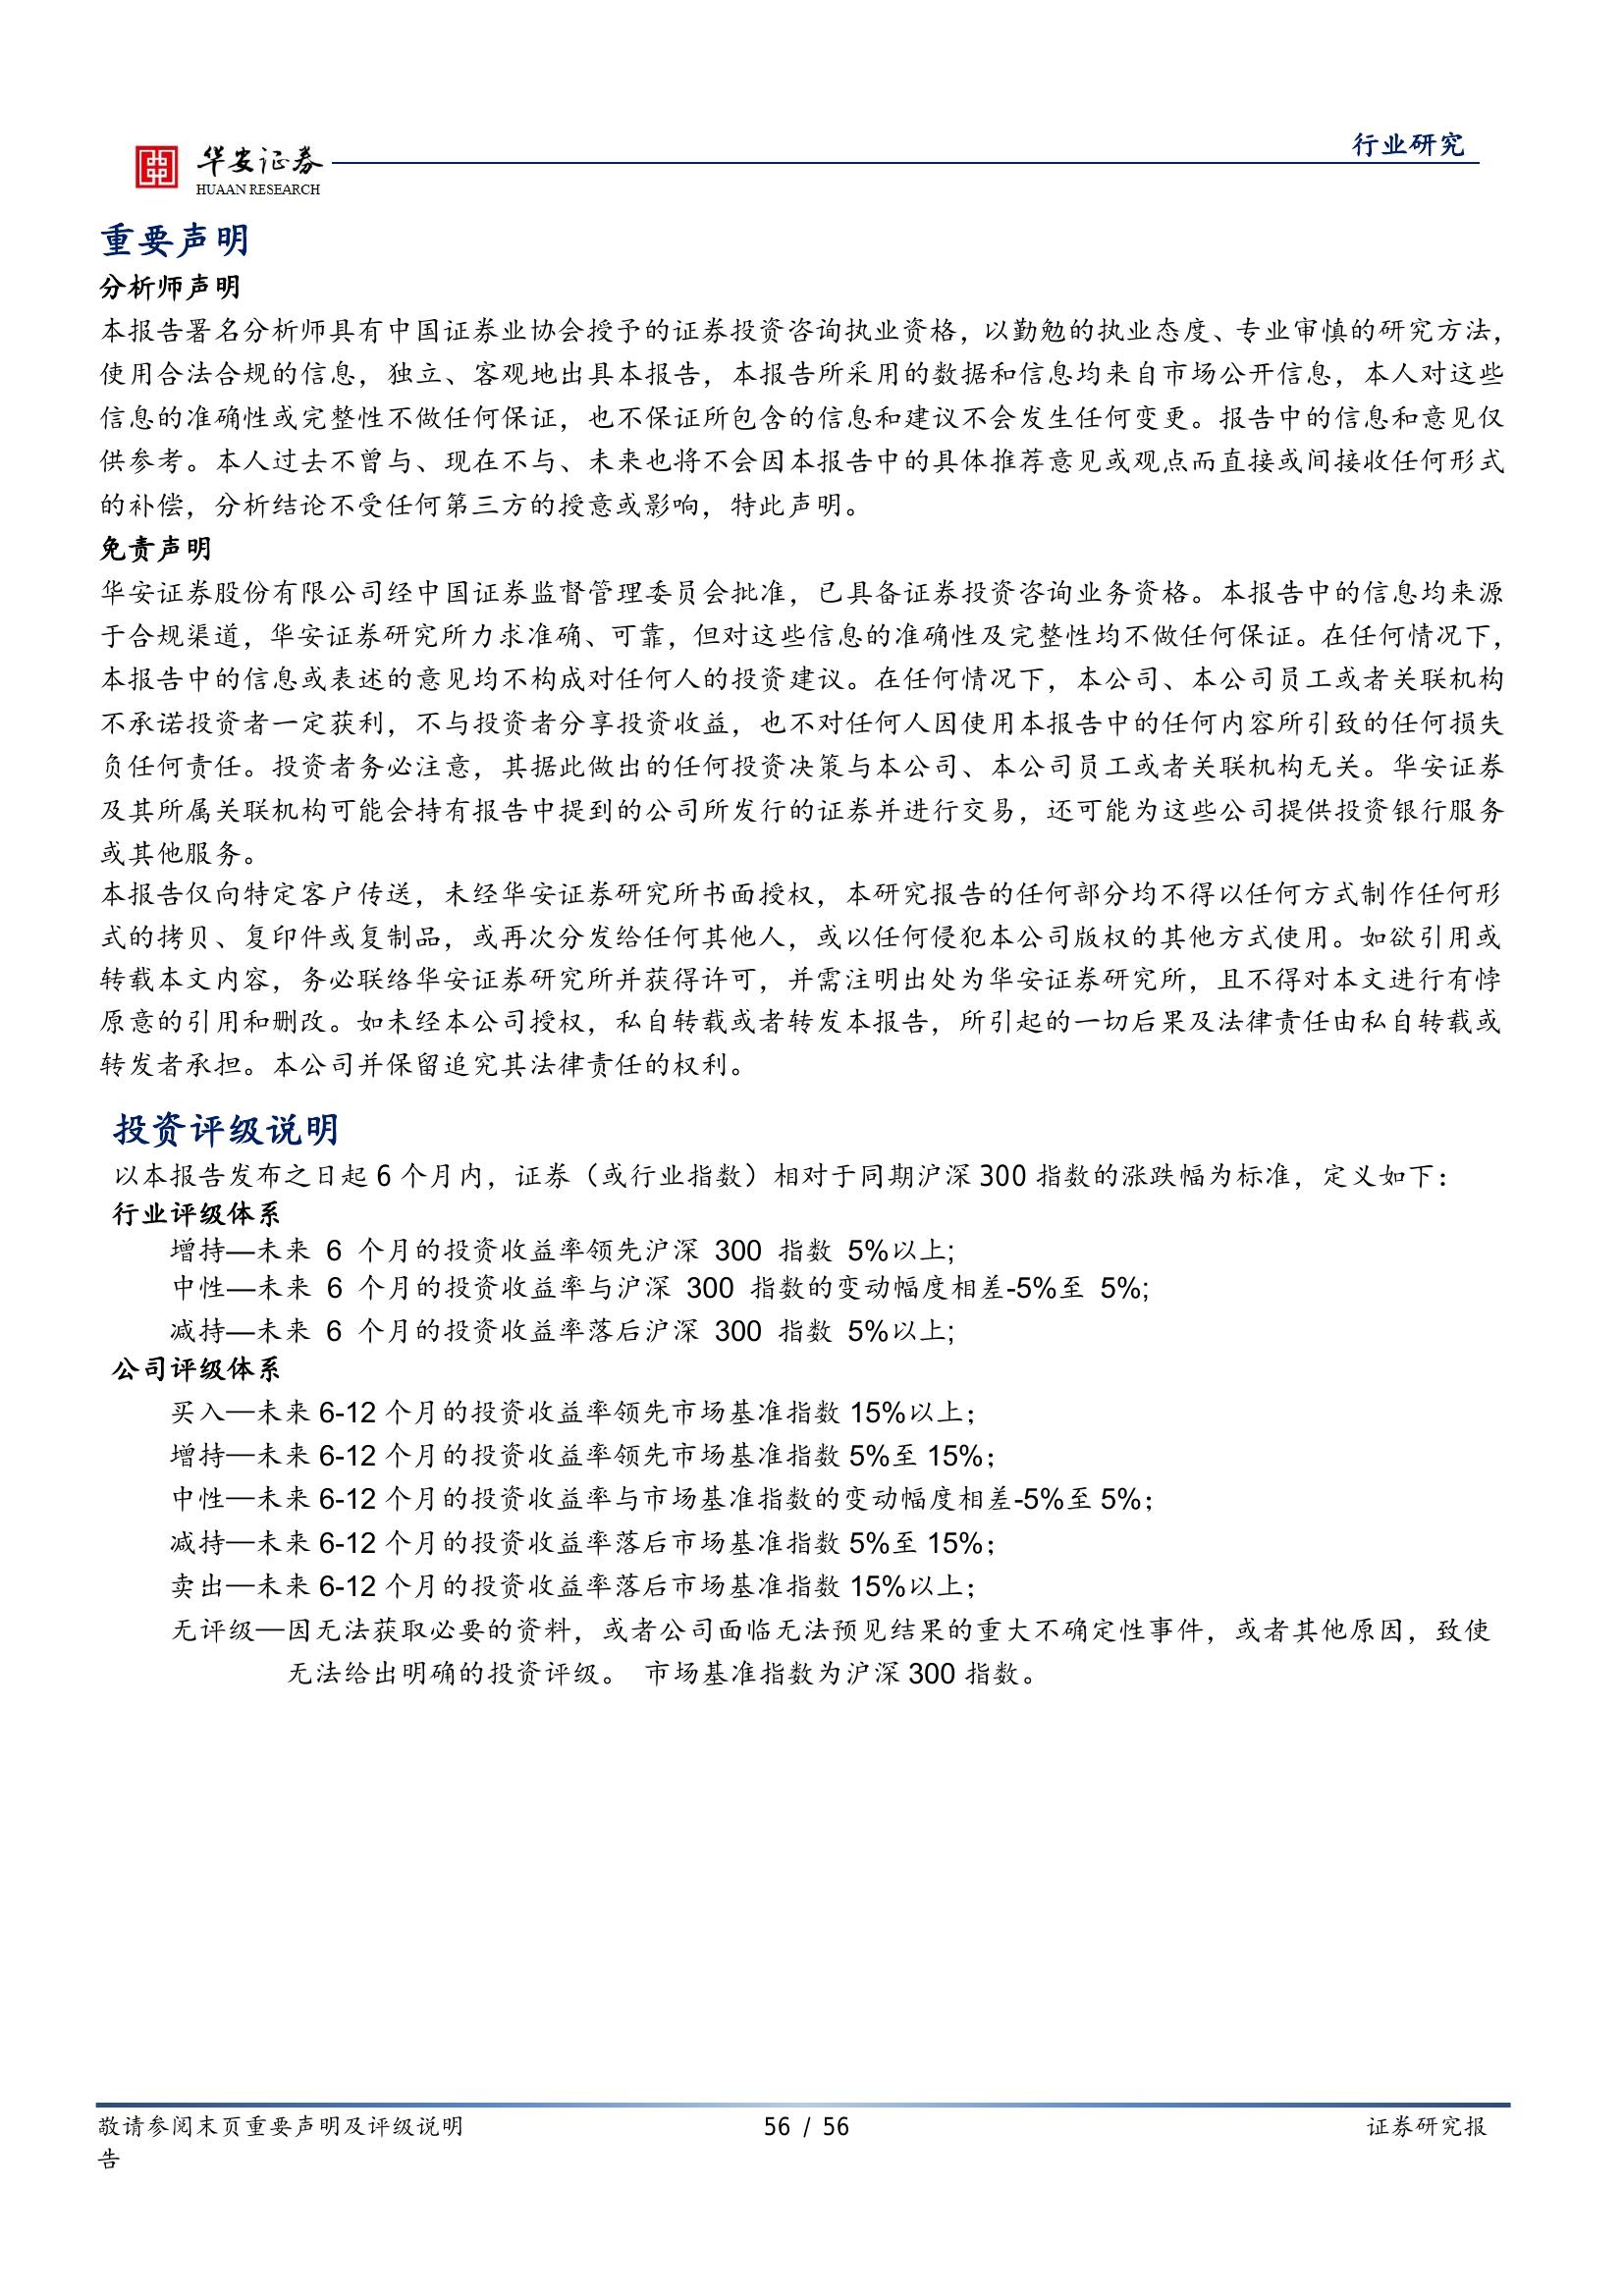 行业研究
华安证券
HUAAN RESEARCH
重要声明
分析师声明
本报告署名分析师具有中国证券业协会授予的证券投资咨询执业资格，以勤勉的执业态度、专业审慎的研究方法，
使用合法合规的信息，独立、客观地出具本报告，本报告所采用的数据和信息均来自市场公开信息，本人对这些
信息的准确性或完整性不做任何保证，也不保证所包含的信息和建议不会发生任何变更。报告中的信息和意见仅
供参考。本人过去不曾与、现在不与、未来也将不会因本报告中的具体推荐意见或观点而直接或间接收任何形式
的补偿，分析结论不受任何第三方的授意或影响，特此声明。
免责声明
华安证券股份有限公司经中国证券监督管理委员会批准，已具备证券投资咨询业务资格。本报告中的信息均来源
于合规渠道，华安证券研究所力求准确、可靠，但对这些信息的准确性及完整性均不做任何保证。在任何情况下，
本报告中的信息或表述的意见均不构成对任何人的投资建议。在任何情况下，本公司、本公司员工或者关联机构
不承诺投资者一定获利，不与投资者分享投资收益，也不对任何人因使用本报告中的任何内容所引致的任何损失
负任何责任。投资者务必注意，其据此做出的任何投资决策与本公司、本公司员工或者关联机构无关。华安证券
及其所属关联机构可能会持有报告中提到的公司所发行的证券并进行交易，还可能为这些公司提供投资银行服务
或其他服务。
本报告仅向特定客户传送，未经华安证券研究所书面授权，本研究报告的任何部分均不得以任何方式制作任何形
式的拷贝、复印件或复制品，或再次分发给任何其他人，或以任何侵犯本公司版权的其他方式使用。如欲引用或
转载本文内容，务必联络华安证券研究所并获得许可，并需注明出处为华安证券研究所，且不得对本文进行有悖
原意的引用和删改。如未经本公司授权，私自转载或者转发本报告，所引起的一切后果及法律责任由私自转载或
转发者承担。本公司并保留追究其法律责任的权利。
投资评级说明
以本报告发布之日起 6 个月内，证券（或行业指数）相对于同期沪深 300 指数的涨跌幅为标准，定义如下：
行业评级体系
增持—未来 6 个月的投资收益率领先沪深 300 指数 5%以上;
中性—未来 6 个月的投资收益率与沪深 300 指数的变动幅度相差-5%至 5%;
减持—未来 6 个月的投资收益率落后沪深 300 指数 5%以上;
公司评级体系
买入—未来 6-12 个月的投资收益率领先市场基准指数 15%以上；
增持—未来 6-12 个月的投资收益率领先市场基准指数 5%至 15%；
中性—未来 6-12 个月的投资收益率与市场基准指数的变动幅度相差-5%至 5%；
减持—未来 6-12 个月的投资收益率落后市场基准指数 5%至 15%；
卖出—未来 6-12 个月的投资收益率落后市场基准指数 15%以上；
无评级—因无法获取必要的资料，或者公司面临无法预见结果的重大不确定性事件，或者其他原因，致使
无法给出明确的投资评级。 市场基准指数为沪深 300 指数。
敬请参阅末页重要声明及评级说明 56 / 56 证券研究报
告